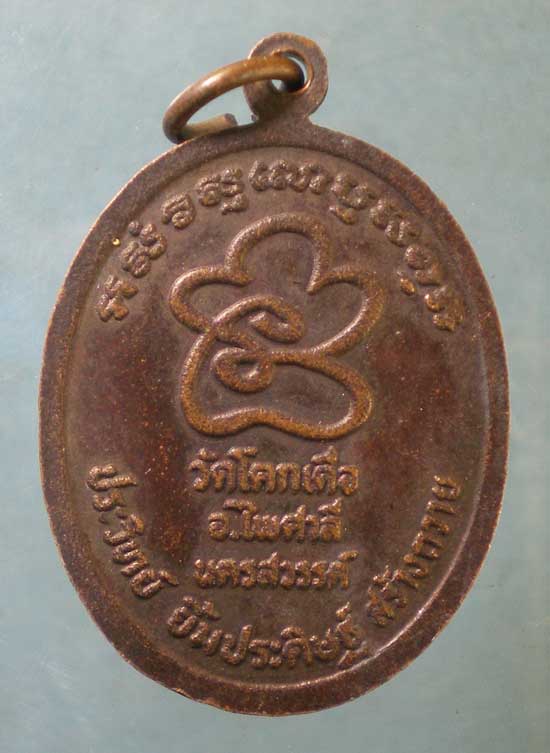 วัดโคกเดื่อ
อ.ไพศาลี
นครสวรรค์
ประวิทย์ ยิ้มประดิษฐ์ สร้างถวาย